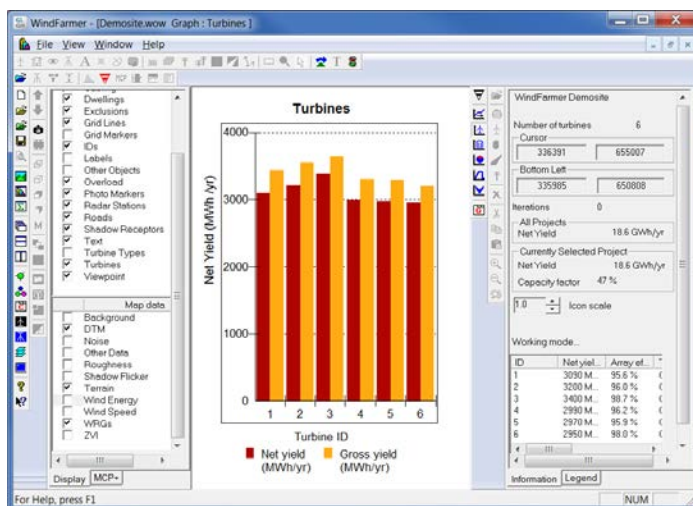 WindFarmer - [Demosite.wow Graph : Turbines ]
File View Window Help
Dwellings
Exclusions
Grid Lines
Grid Markers
IDs
Labels
Other Objects
Overload
Photo Markers
Radar Stations
Roads
Shadow Receptors
Text
Turbine Types
Turbines
Viewpoint
Map data
Background
DTM
Noise
Other Data
Roughness
Shadow Flicker
Terrain
Wind Energy
Wind Speed
WRGs
ZVI
Display MCP+
Turbines
Net Yield (MWh /yr)
4000
3000
2000
1000
0
1 2 3 4 5 6
Turbine ID
Net yield (MWh/yr)
Gross yield (MWh/yr)
WindFarmer Demosite
Number of turbines 6
Cursor
336391 655007
Bottom Left
335985 650808
Iterations 0
All Projects
Net Yield 18.6 GWh/yr
Currently Selected Project
Net Yield 18.6 GWh/yr
Capacity factor 47 %
1.0 Icon scale
Working mode...
ID Net yiel... Array ef...
1 3090 M... 95.6 %
2 3200 M... 96.0 %
3 3400 M... 98.7 %
4 2990 M... 96.2 %
5 2970 M... 95.9 %
6 2950 M... 98.0 %
Information Legend
For Help, press F1
NUM